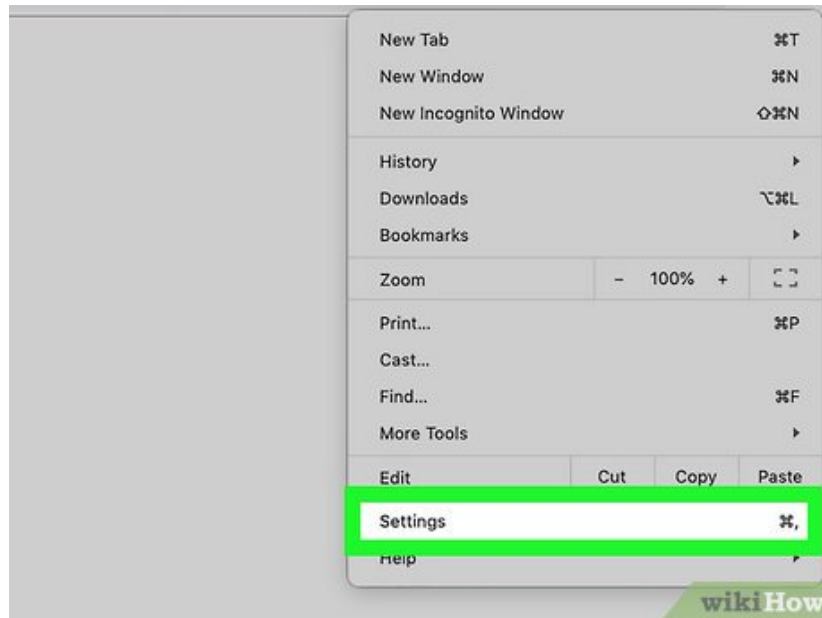 New Tab ⌘T
New Window ⌘N
New Incognito Window ⇧⌘N
History
Downloads ⌥⌘L
Bookmarks
Zoom - 100% +
Print... ⌘P
Cast...
Find... ⌘F
More Tools
Edit Cut Copy Paste
Settings ⌘,
Help
wikiHow